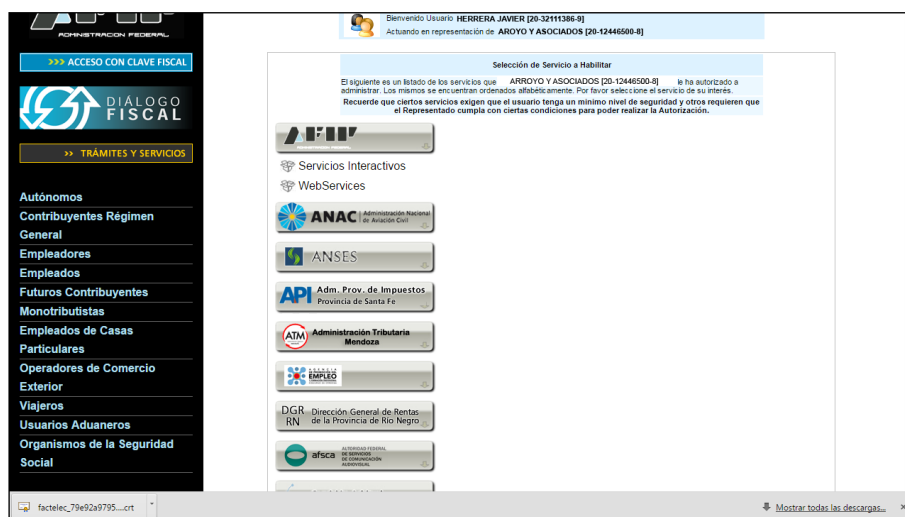 ADMINISTRACION FEDERAL
>>> ACCESO CON CLAVE FISCAL
DIÁLOGO
FISCAL
>> TRÁMITES Y SERVICIOS
Autónomos
Contribuyentes Régimen
General
Empleadores
Empleados
Futuros Contribuyentes
Monotributistas
Empleados de Casas
Particulares
Operadores de Comercio
Exterior
Viajeros
Usuarios Aduaneros
Organismos de la Seguridad
Social
Bienvenido Usuario HERRERA JAVIER [20-32111386-9]
Actuando en representación de AROYO Y ASOCIADOS [20-12446500-8]
Selección de Servicio a Habilitar
El siguiente es un listado de los servicios que ARROYO Y ASOCIADOS [20-12446500-8] le ha autorizado a
administrar. Los mismos se encuentran ordenados alfabéticamente. Por favor seleccione el servicio de su interés.
Recuerde que ciertos servicios exigen que el usuario tenga un mínimo nivel de seguridad y otros requieren que
el Representado cumpla con ciertas condiciones para poder realizar la Autorización.
AFIP
ADMINISTRACION FEDERAL
Servicios Interactivos
WebServices
ANAC Administración Nacional
de Aviación Civil
ANSES
API Adm. Prov. de Impuestos
Provincia de Santa Fe
ATM Administración Tributaria
Mendoza
AGENCIA
EMPLEO
DGR Dirección General de Rentas
RN de la Provincia de Río Negro
afsca AUTORIDAD FEDERAL
DE SERVICIOS
DE COMUNICACIÓN
AUDIOVISUAL
factelec_79e92a9795....crt
Mostrar todas las descargas...